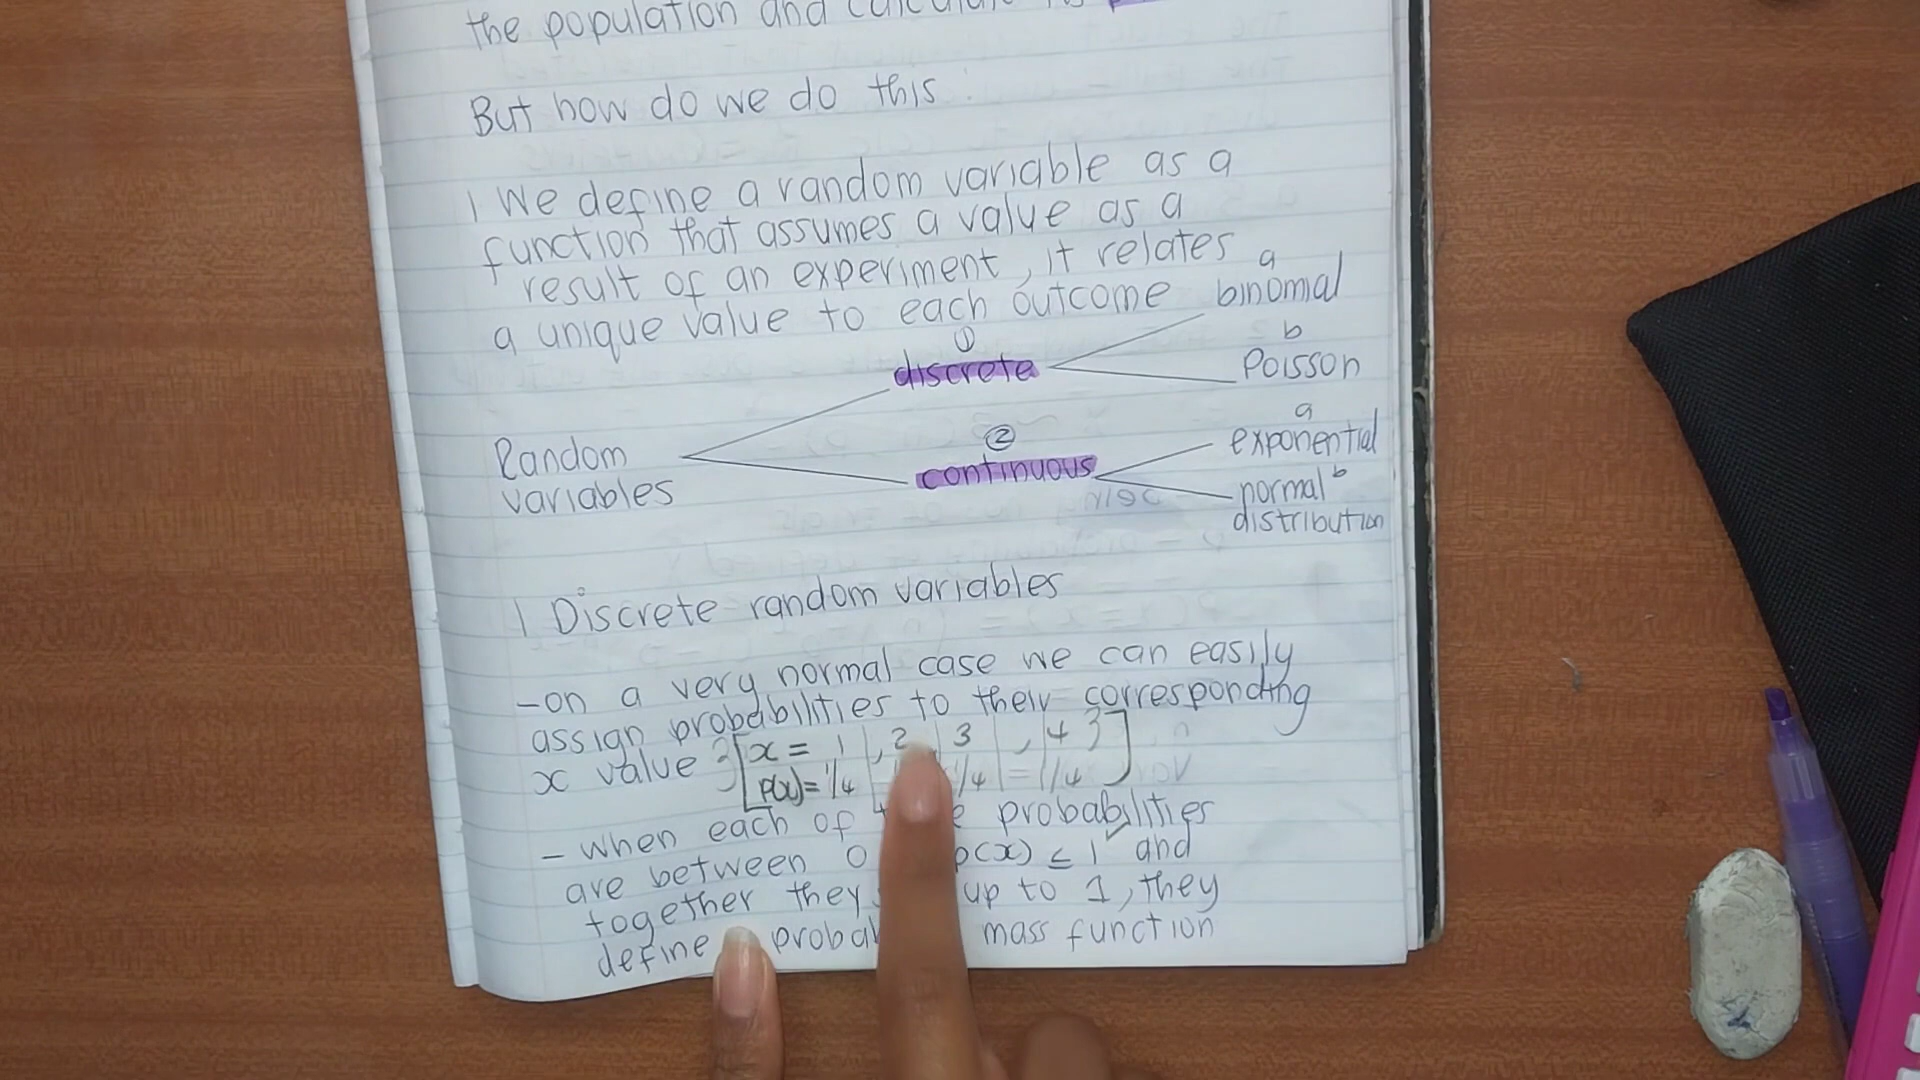 the population and
But how do we do this :
1 We define a random variable as a
function that assumes a value as a
result of an experiment, it relates
a unique value to each outcome
Random
variables
①
discrete
a
binomal
b
Poisson
②
continuous
a
exponential
b
normal
distribution
1 Discrete random variables
- on a very normal case we can easily
assign probabilities to their corresponding
x value [x = 1 , 2 , 3 , 4 ]
P(x) = 1/4 1/4 = 1/4
- when each of probabilities
are between 0 p(x) ≤ 1 and
together they up to 1, they
define mass function